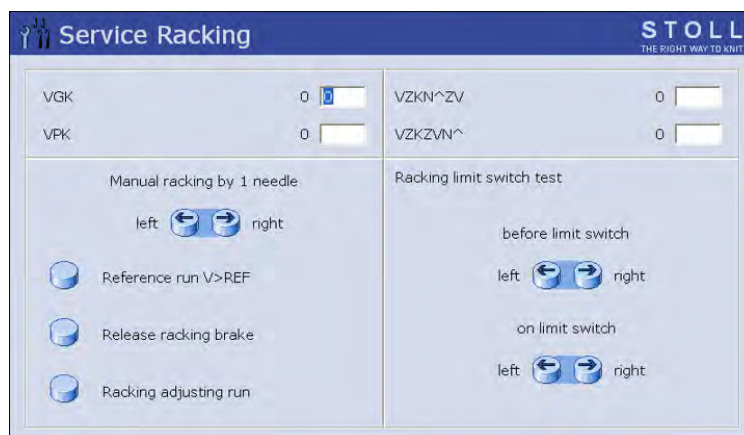 Service Racking
STOLL
THE RIGHT WAY TO KNIT
VGK 0 0
VPK 0
VZKN^ZV 0
VZKZVN^ 0
Manual racking by 1 needle
left right
Reference run V>REF
Release racking brake
Racking adjusting run
Racking limit switch test
before limit switch
left right
on limit switch
left right